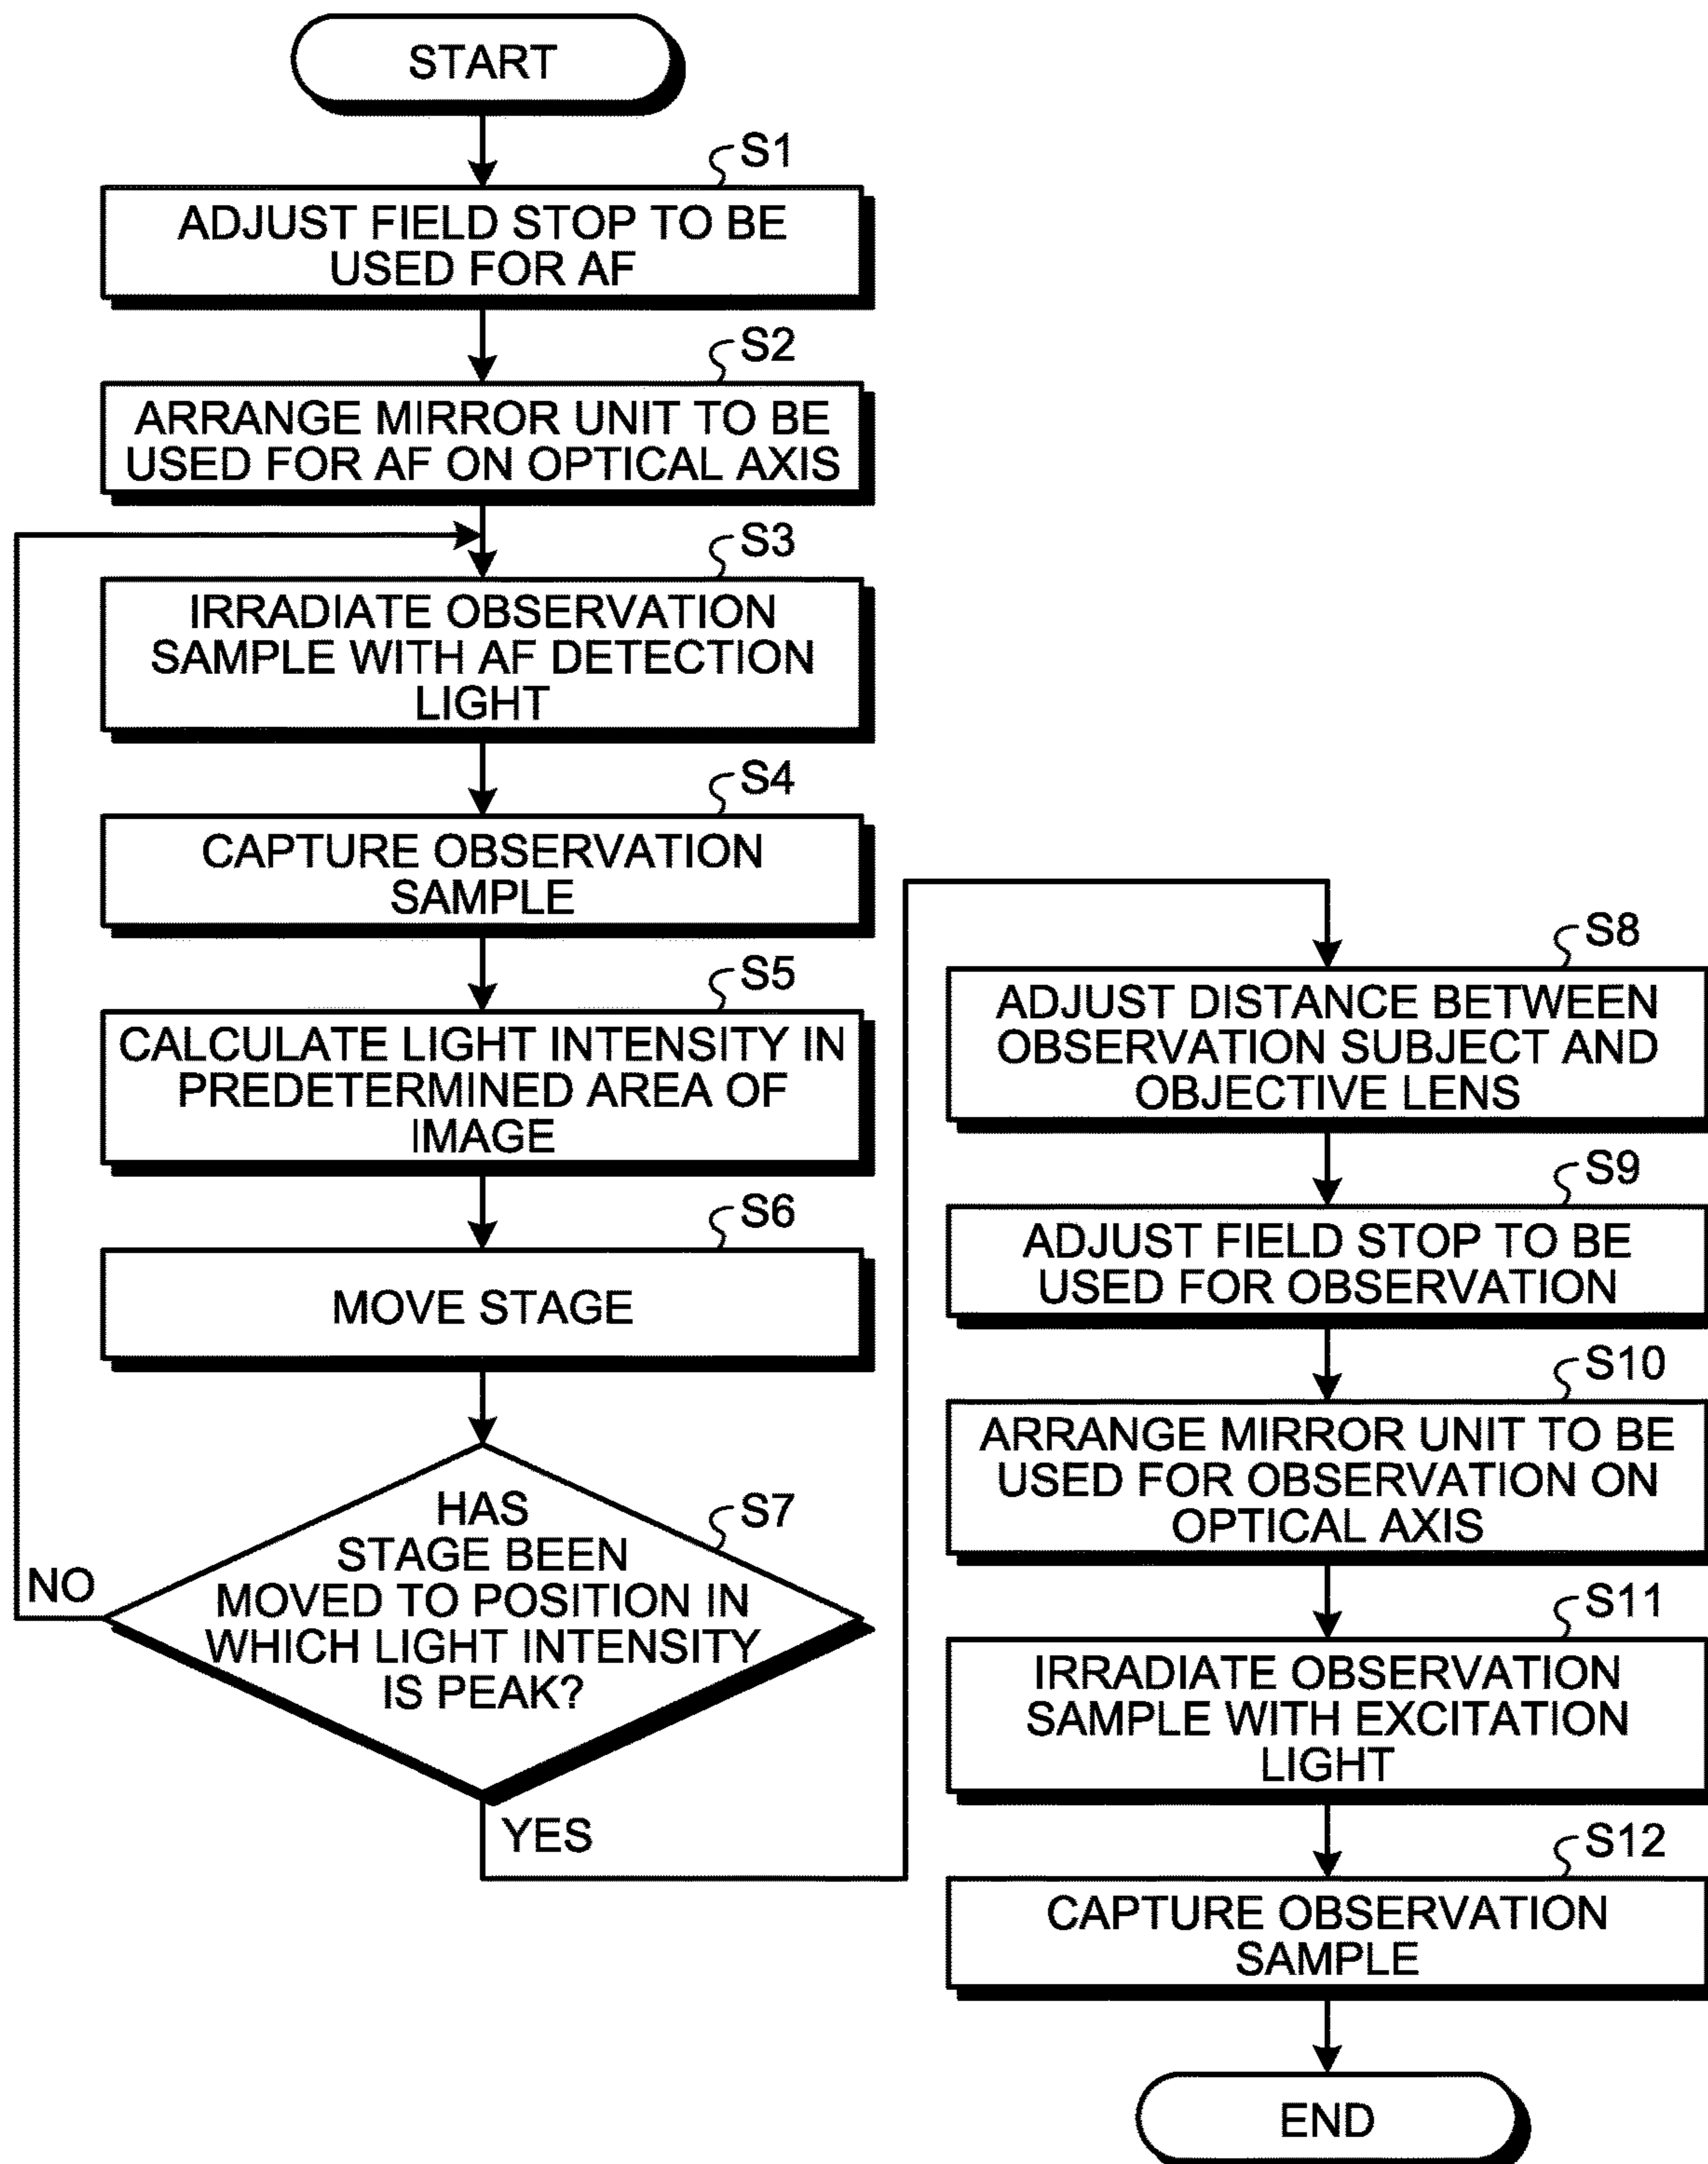 START
S1
ADJUST FIELD STOP TO BE
USED FOR AF
S2
ARRANGE MIRROR UNIT TO BE
USED FOR AF ON OPTICAL AXIS
S3
IRRADIATE OBSERVATION
SAMPLE WITH AF DETECTION
LIGHT
S4
CAPTURE OBSERVATION
SAMPLE
S5
CALCULATE LIGHT INTENSITY IN
PREDETERMINED AREA OF
IMAGE
S6
MOVE STAGE
S7
HAS
STAGE BEEN
MOVED TO POSITION IN
WHICH LIGHT INTENSITY
IS PEAK?
NO
YES
S8
ADJUST DISTANCE BETWEEN
OBSERVATION SUBJECT AND
OBJECTIVE LENS
S9
ADJUST FIELD STOP TO BE
USED FOR OBSERVATION
S10
ARRANGE MIRROR UNIT TO BE
USED FOR OBSERVATION ON
OPTICAL AXIS
S11
IRRADIATE OBSERVATION
SAMPLE WITH EXCITATION
LIGHT
S12
CAPTURE OBSERVATION
SAMPLE
END